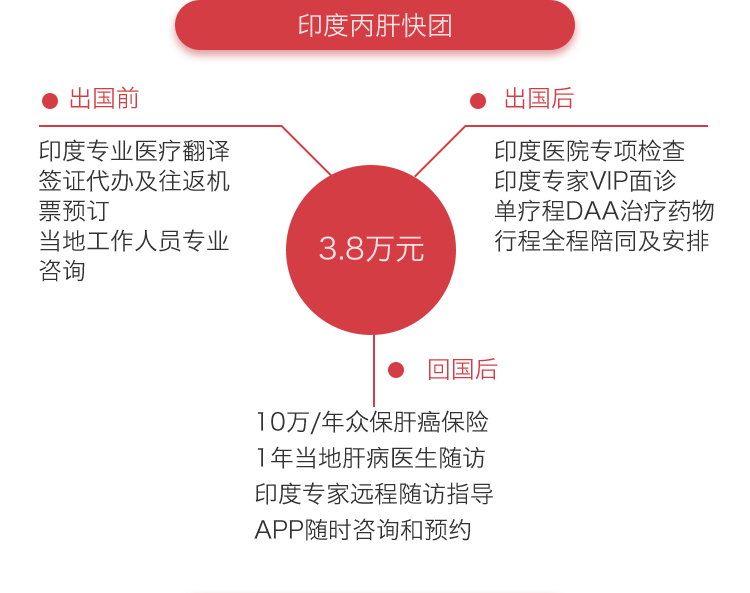 印度丙肝快团
出国前
印度专业医疗翻译
签证代办及往返机
票预订
当地工作人员专业
咨询
出国后
印度医院专项检查
印度专家VIP面诊
单疗程DAA治疗药物
行程全程陪同及安排
3.8万元
回国后
10万/年众保肝癌保险
1年当地肝病医生随访
印度专家远程随访指导
APP随时咨询和预约